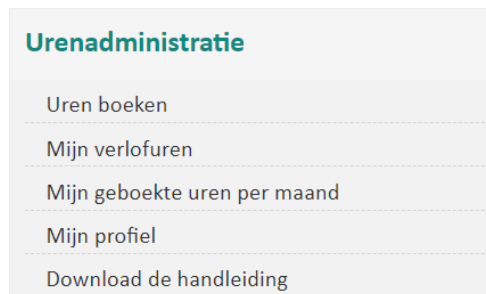 Urenadministratie
Uren boeken
Mijn verlofuren
Mijn geboekte uren per maand
Mijn profiel
Download de handleiding